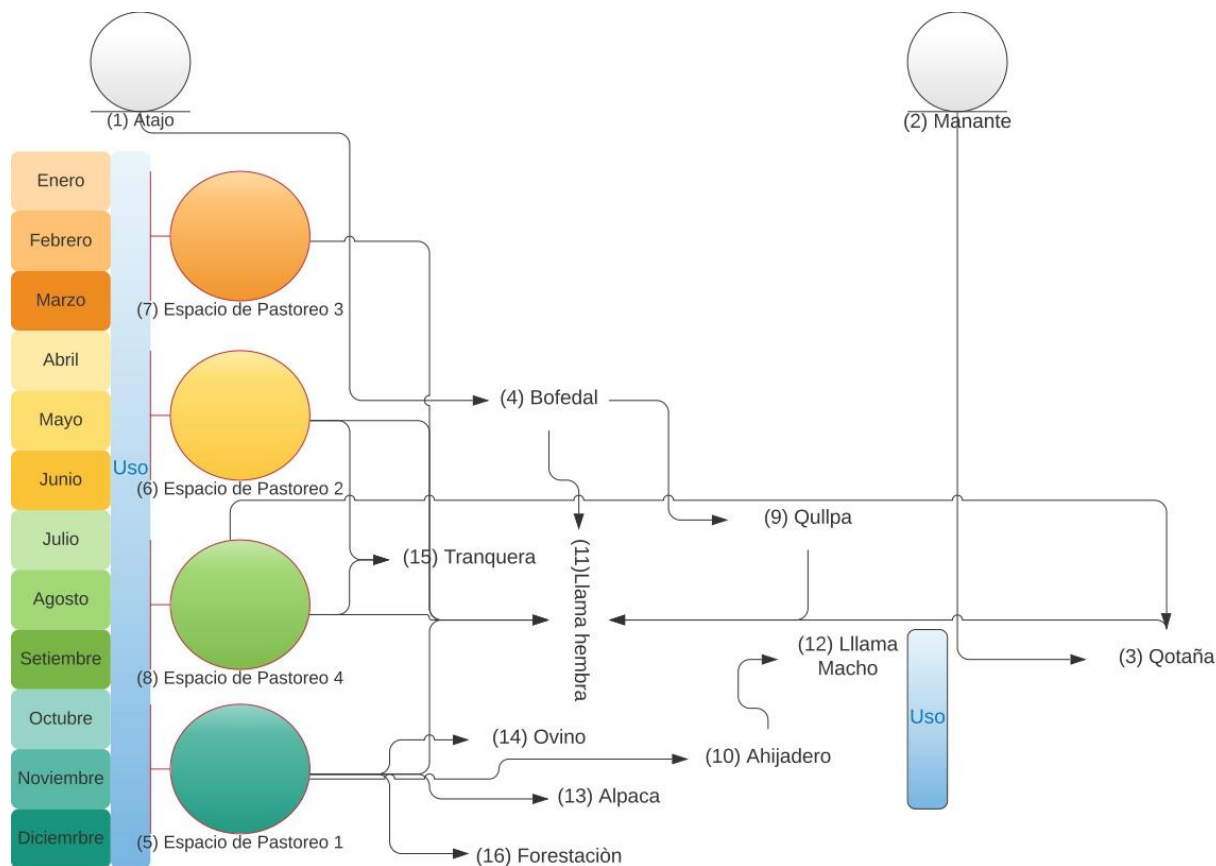 (1) Atajo
(2) Manante
Enero
Febrero
Marzo
(7) Espacio de Pastoreo 3
Abril
Mayo
(4) Bofedal
Junio
Uso
(6) Espacio de Pastoreo 2
Julio
(9) Qullpa
(15) Tranquera
(11)Llama hembra
Agosto
Setiembre
(8) Espacio de Pastoreo 4
(12) Lllama
Macho
(3) Qotaña
Octubre
Uso
(14) Ovino
(10) Ahijadero
Noviembre
(13) Alpaca
Diciemrbre
(5) Espacio de Pastoreo 1
(16) Forestaciòn